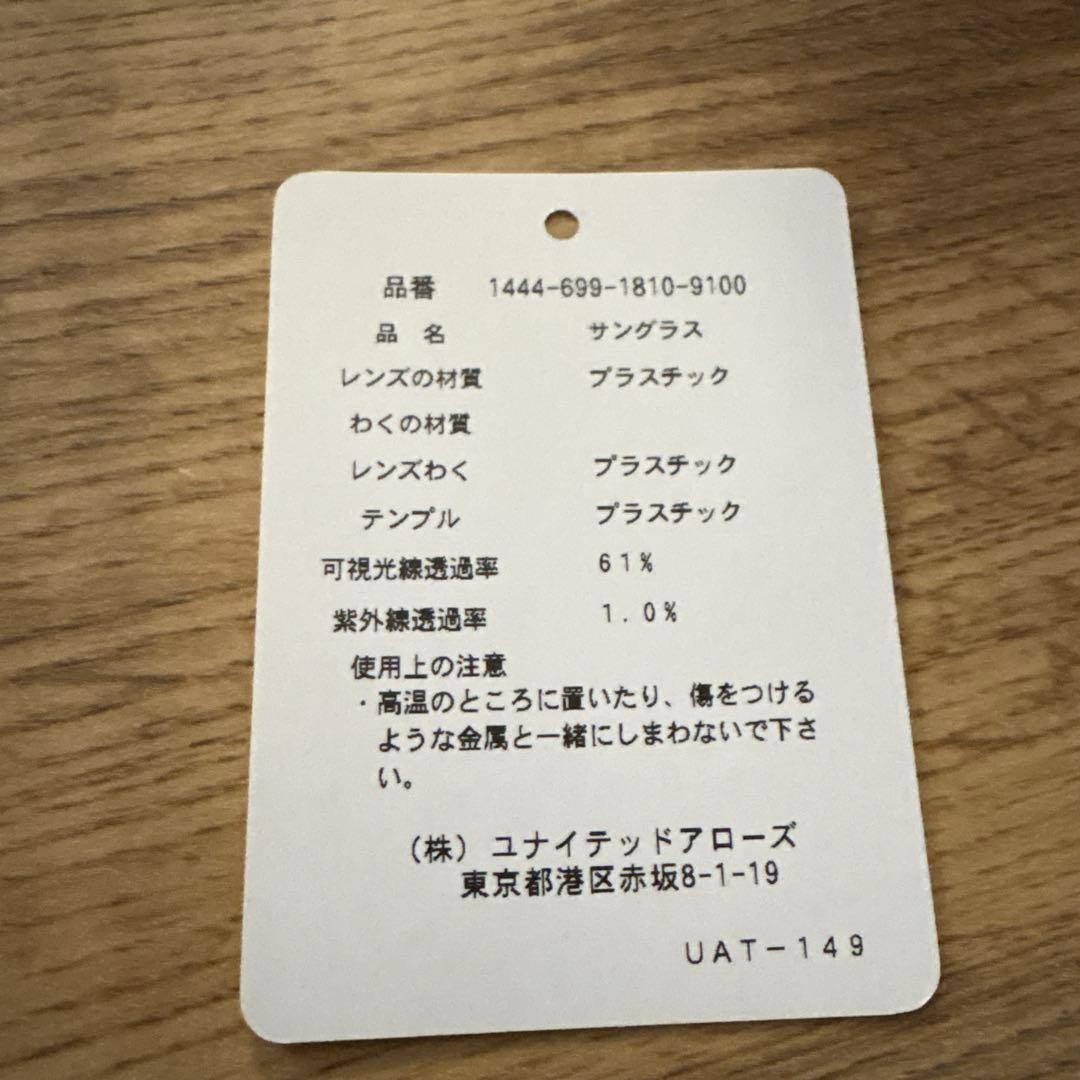 品番 1444-699-1810-9100
品 名 サングラス
レンズの材質 プラスチック
わくの材質
レンズわく プラスチック
テンプル プラスチック
可視光線透過率 61%
紫外線透過率 1.0%
使用上の注意
・高温のところに置いたり、傷をつける
ような金属と一緒にしまわないで下さ
い。
(株) ユナイテッドアローズ
東京都港区赤坂8-1-19
UAT-149